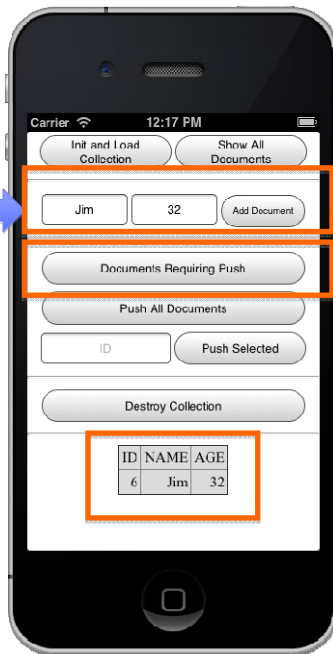 Carrier 12:17 PM
Init and Load Collection
Show All Documents
Jim 32 Add Document
Documents Requiring Push
Push All Documents
ID Push Selected
Destroy Collection
ID NAME AGE
6 Jim 32